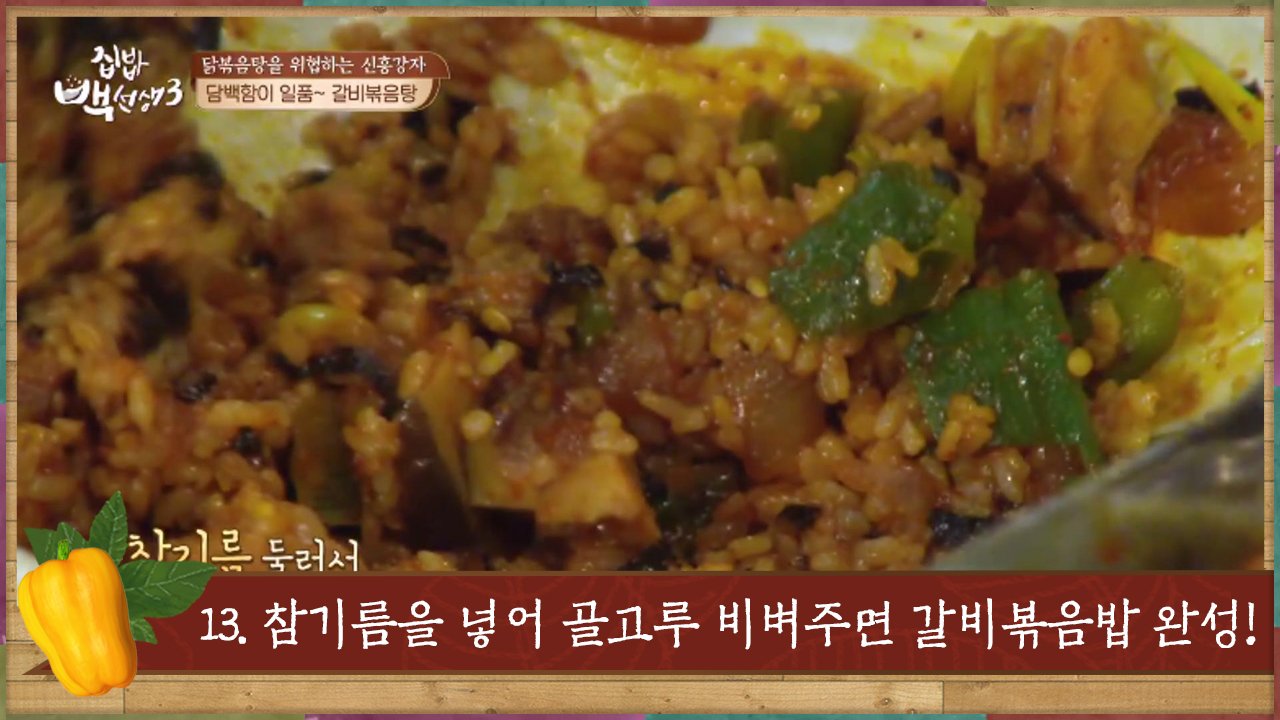 집밥
백선생3
닭볶음탕을 위협하는 신흥강자
담백함이 일품~ 갈비볶음탕
참기름 둘러서
13. 참기름을 넣어 골고루 비벼주면 갈비볶음밥 완성!